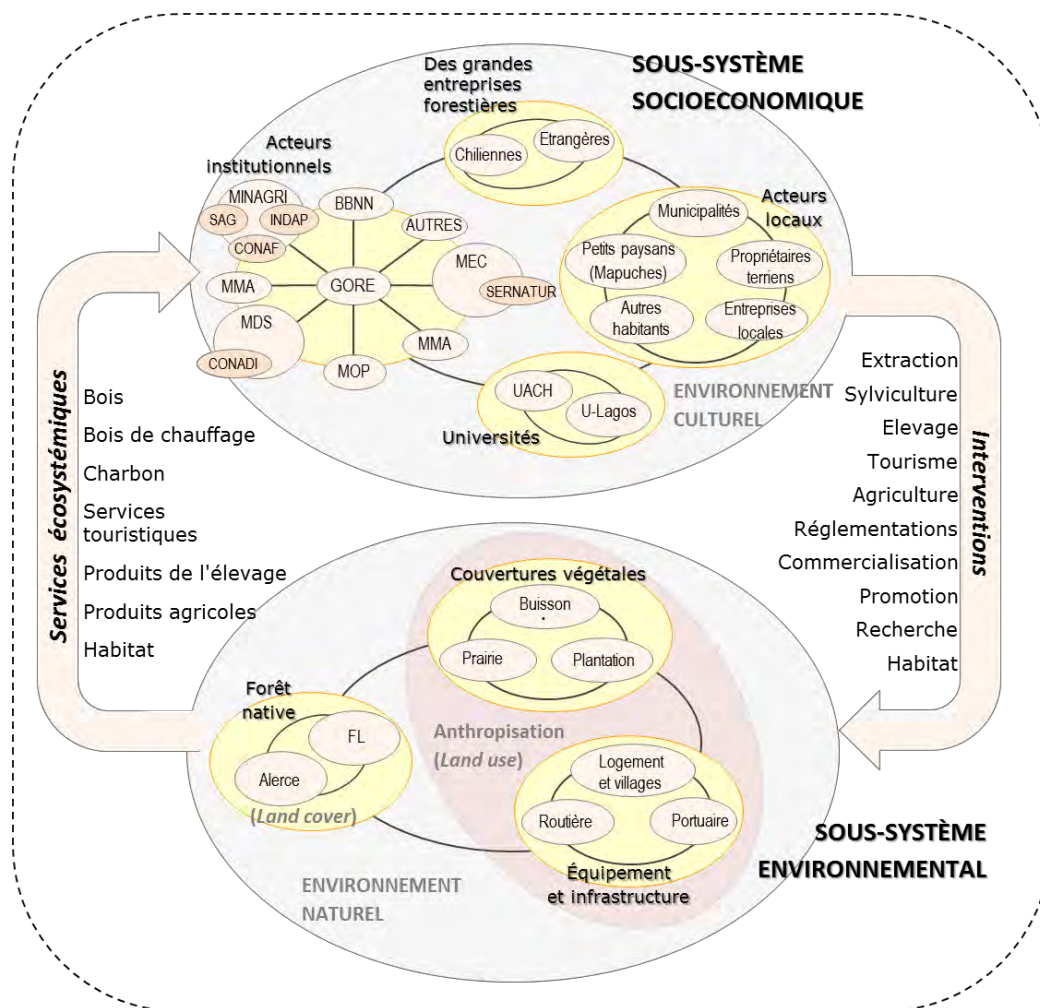 SOUS-SYSTÈME
SOCIOECONOMIQUE
Des grandes
entreprises
forestières
Chiliennes
Etrangères
Acteurs
institutionnels
MINAGRI
SAG
INDAP
CONAF
BBNN
AUTRES
MMA
GORE
MEC
SERNATUR
MDS
CONADI
MOP
MMA
Acteurs
locaux
Municipalités
Petits paysans
(Mapuches)
Propriétaires
terriens
Autres
habitants
Entreprises
locales
UACH
U-Lagos
Universités
ENVIRONNEMENT
CULTUREL
Services écosystémiques
Bois
Bois de chauffage
Charbon
Services
touristiques
Produits de l'élevage
Produits agricoles
Habitat
Interventions
Extraction
Sylviculture
Elevage
Tourisme
Agriculture
Réglementations
Commercialisation
Promotion
Recherche
Habitat
Couvertures végétales
Buisson
.
Prairie
Plantation
Forêt
native
FL
Alerce
(Land cover)
Anthropisation
(Land use)
Logement
et villages
Routière
Portuaire
Équipement
et infrastructure
ENVIRONNEMENT
NATUREL
SOUS-SYSTÈME
ENVIRONNEMENTAL